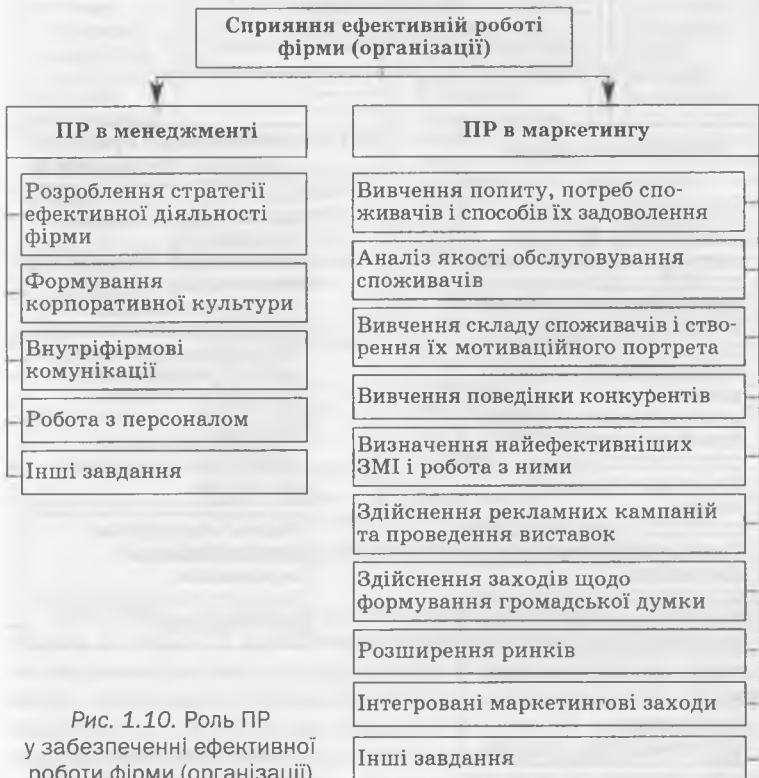 Сприяння ефективній роботі
фірми (організації)
ПР в менеджменті
Розроблення стратегії
ефективної діяльності
фірми
Формування
корпоративної культури
Внутріфірмові
комунікації
Робота з персоналом
Інші завдання
ПР в маркетингу
Вивчення попиту, потреб спо-
живачів і способів їх задоволення
Аналіз якості обслуговування
споживачів
Вивчення складу споживачів і ство-
рення їх мотиваційного портрета
Вивчення поведінки конкурентів
Визначення найефективніших
ЗМІ і робота з ними
Здійснення рекламних кампаній
та проведення виставок
Здійснення заходів щодо
формування громадської думки
Розширення ринків
Інтегровані маркетингові заходи
Інші завдання
Рис. 1.10. Роль ПР
у забезпеченні ефективної
роботи фірми (організації)